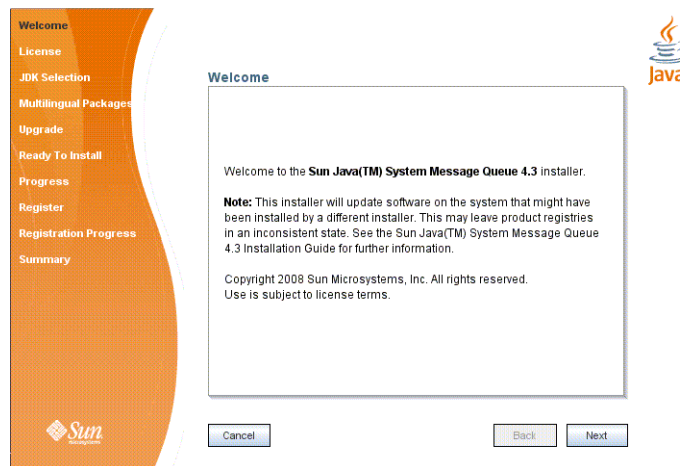 Welcome
License
JDK Selection
Multilingual Packages
Upgrade
Ready To Install
Progress
Register
Registration Progress
Summary
Sun
microsystems
Java
Welcome
Welcome to the Sun Java(TM) System Message Queue 4.3 installer.
Note: This installer will update software on the system that might have
been installed by a different installer. This may leave product registries
in an inconsistent state. See the Sun Java(TM) System Message Queue
4.3 Installation Guide for further information.
Copyright 2008 Sun Microsystems, Inc. All rights reserved.
Use is subject to license terms.
Cancel
Back
Next